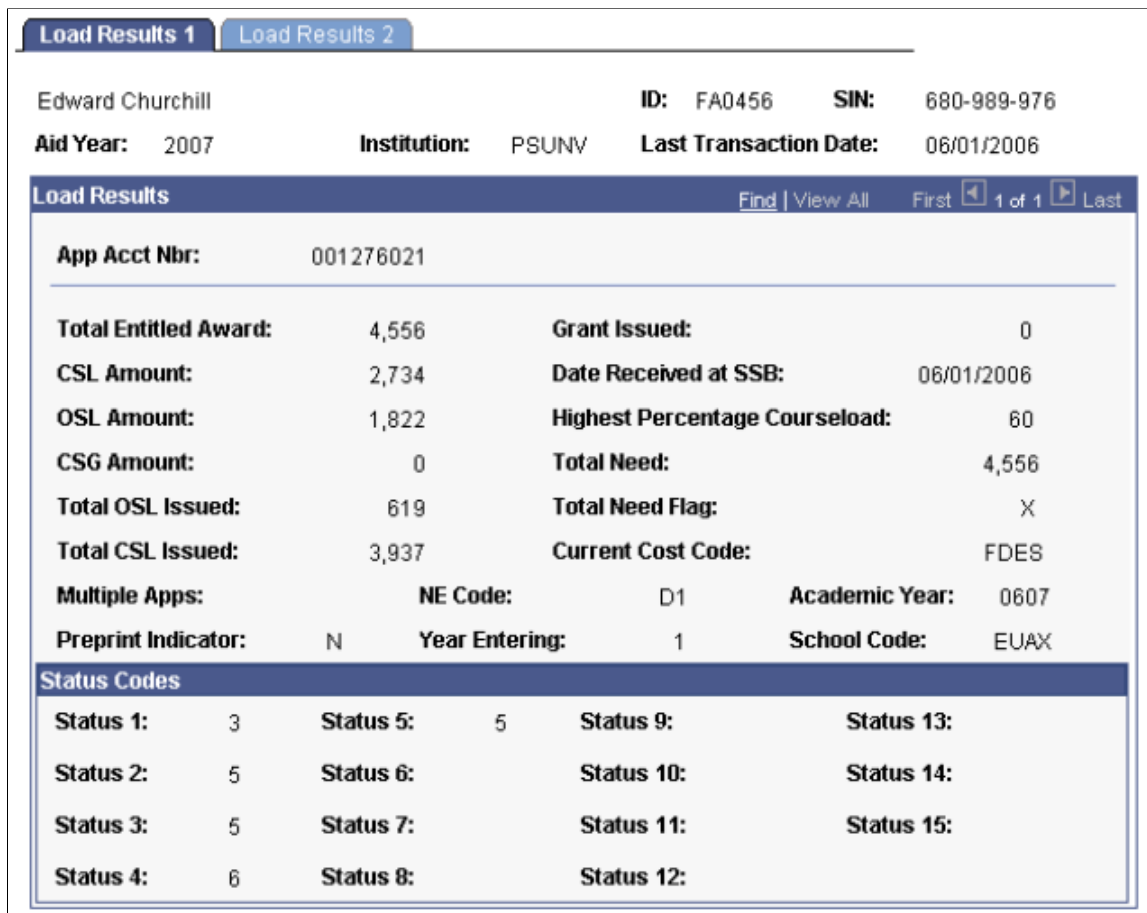 Load Results 1 Load Results 2
Edward Churchill ID: FA0456 SIN: 680-989-976
Aid Year: 2007 Institution: PSUNV Last Transaction Date: 06/01/2006
Load Results Find | View All First 1 of 1 Last
App Acct Nbr: 001276021
Total Entitled Award: 4,556 Grant Issued: 0
CSL Amount: 2,734 Date Received at SSB: 06/01/2006
OSL Amount: 1,822 Highest Percentage Courseload: 60
CSG Amount: 0 Total Need: 4,556
Total OSL Issued: 619 Total Need Flag: X
Total CSL Issued: 3,937 Current Cost Code: FDES
Multiple Apps: NE Code: D1 Academic Year: 0607
Preprint Indicator: N Year Entering: 1 School Code: EUAX
Status Codes
Status 1: 3 Status 5: 5 Status 9: Status 13:
Status 2: 5 Status 6: Status 10: Status 14:
Status 3: 5 Status 7: Status 11: Status 15:
Status 4: 6 Status 8: Status 12: